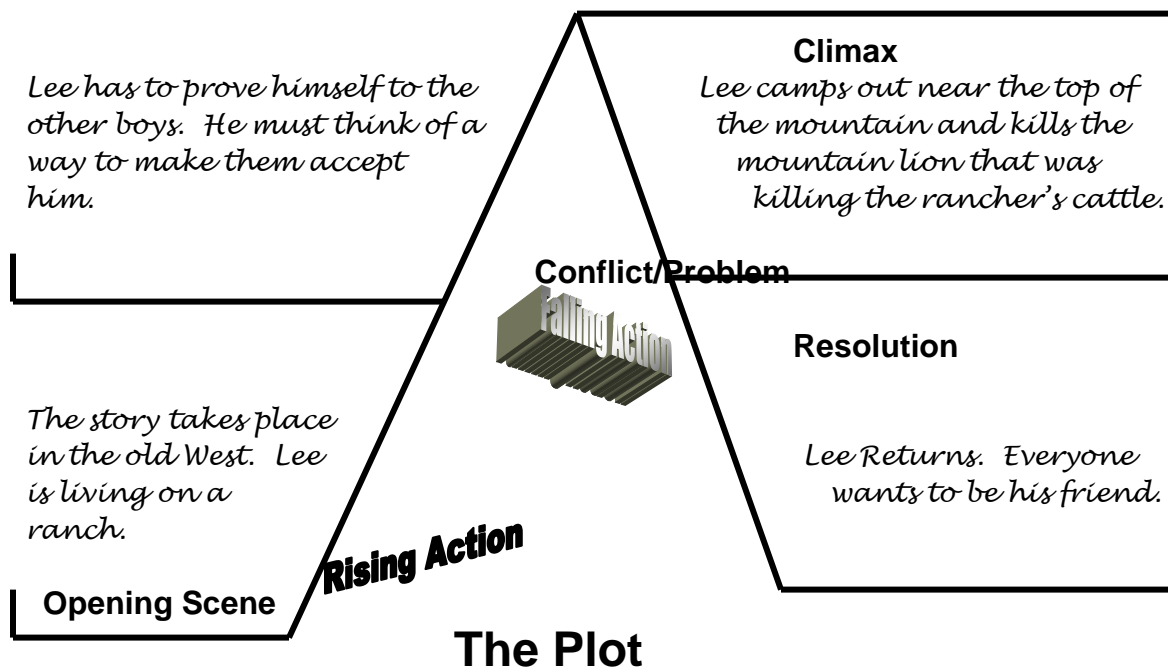 Lee has to prove himself to the
other boys.  He must think of a
way to make them accept
him.
Climax
Lee camps out near the top of
the mountain and kills the
mountain lion that was
killing the rancher’s cattle.
Conflict/Problem
Falling Action
Resolution
The story takes place
in the old West.  Lee
is living on a
ranch.
Lee Returns.  Everyone
wants to be his friend.
Rising Action
Opening Scene
The Plot